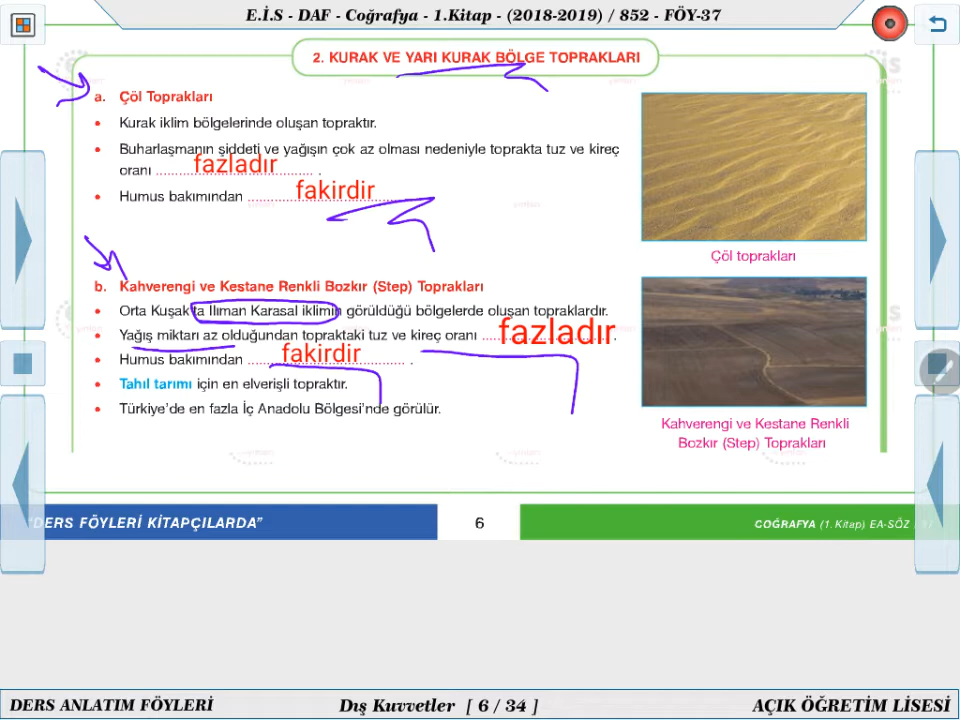 E.İ.S - DAF - Coğrafya - 1.Kitap - (2018-2019) / 852 - FÖY-37
2. KURAK VE YARI KURAK BÖLGE TOPRAKLARI
a. Çöl Toprakları
• Kurak iklim bölgelerinde oluşan topraktır.
• Buharlaşmanın şiddeti ve yağışın çok az olması nedeniyle toprakta tuz ve kireç
oranı fazladır .
• Humus bakımından fakirdir
Çöl toprakları
b. Kahverengi ve Kestane Renkli Bozkır (Step) Toprakları
• Orta Kuşak'ta Ilıman Karasal iklimin görüldüğü bölgelerde oluşan topraklardır.
• Yağış miktarı az olduğundan topraktaki tuz ve kireç oranı fazladır .
• Humus bakımından fakirdir .
• Tahıl tarımı için en elverişli topraktır.
• Türkiye'de en fazla İç Anadolu Bölgesi'nde görülür.
Kahverengi ve Kestane Renkli
Bozkır (Step) Toprakları
"DERS FÖYLERİ KİTAPÇILARDA"
6
COĞRAFYA (1. Kitap) EA-SÖZ
DERS ANLATIM FÖYLERİ
Dış Kuvvetler [ 6 / 34 ]
AÇIK ÖĞRETİM LİSESİ